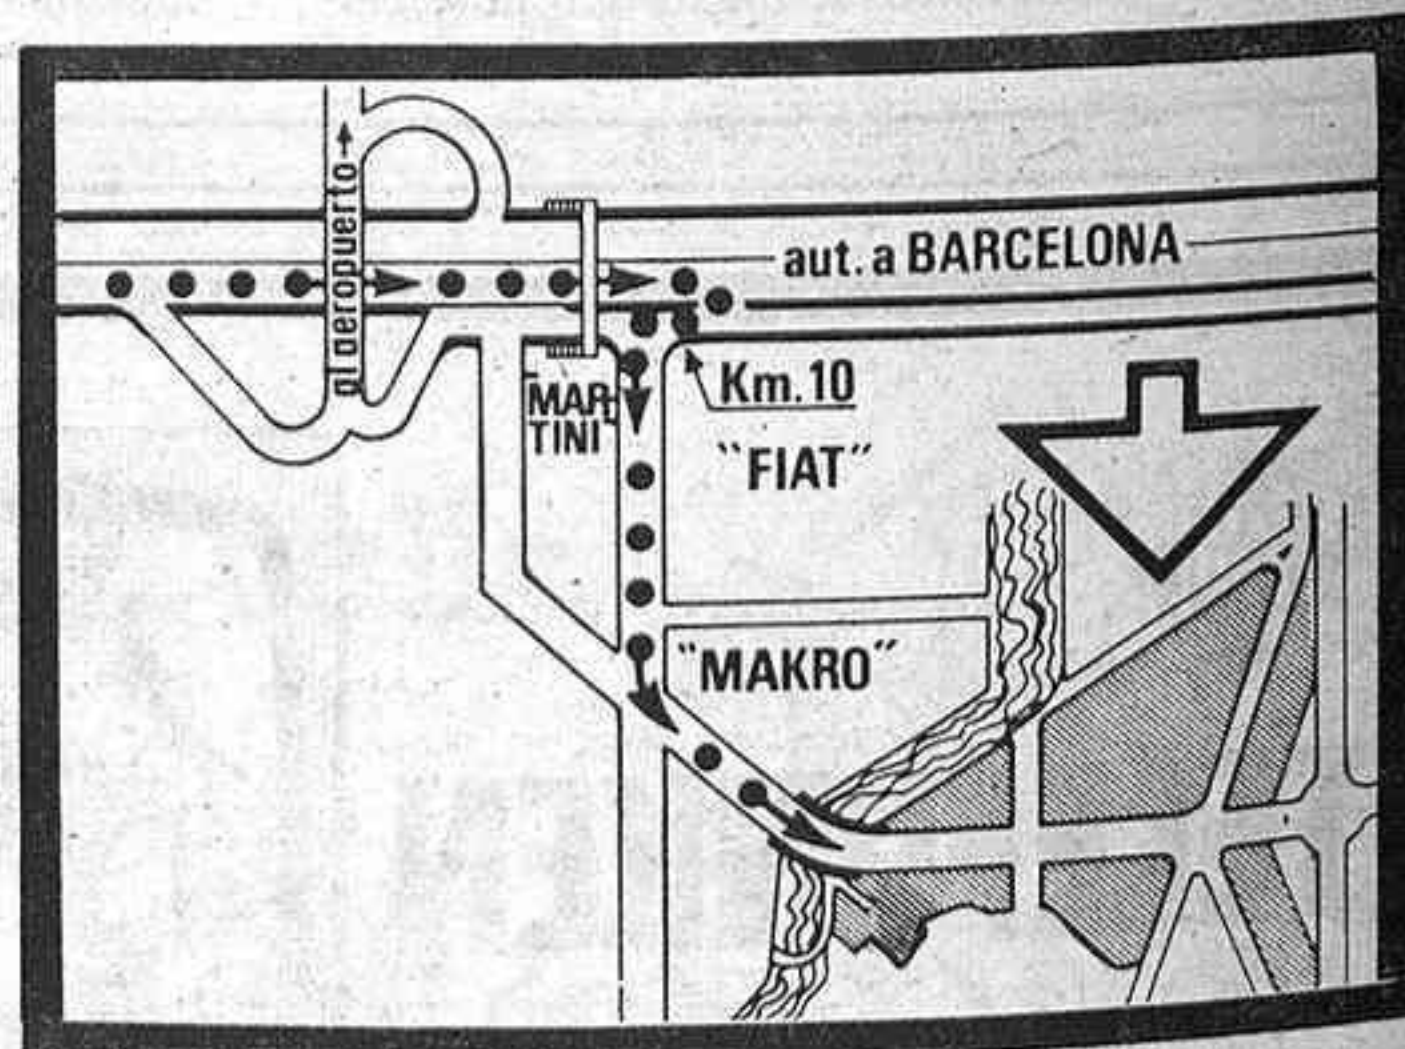 al aeropuerto
aut. a BARCELONA
Km.10
MAR
TINI
"FIAT"
"MAKRO"